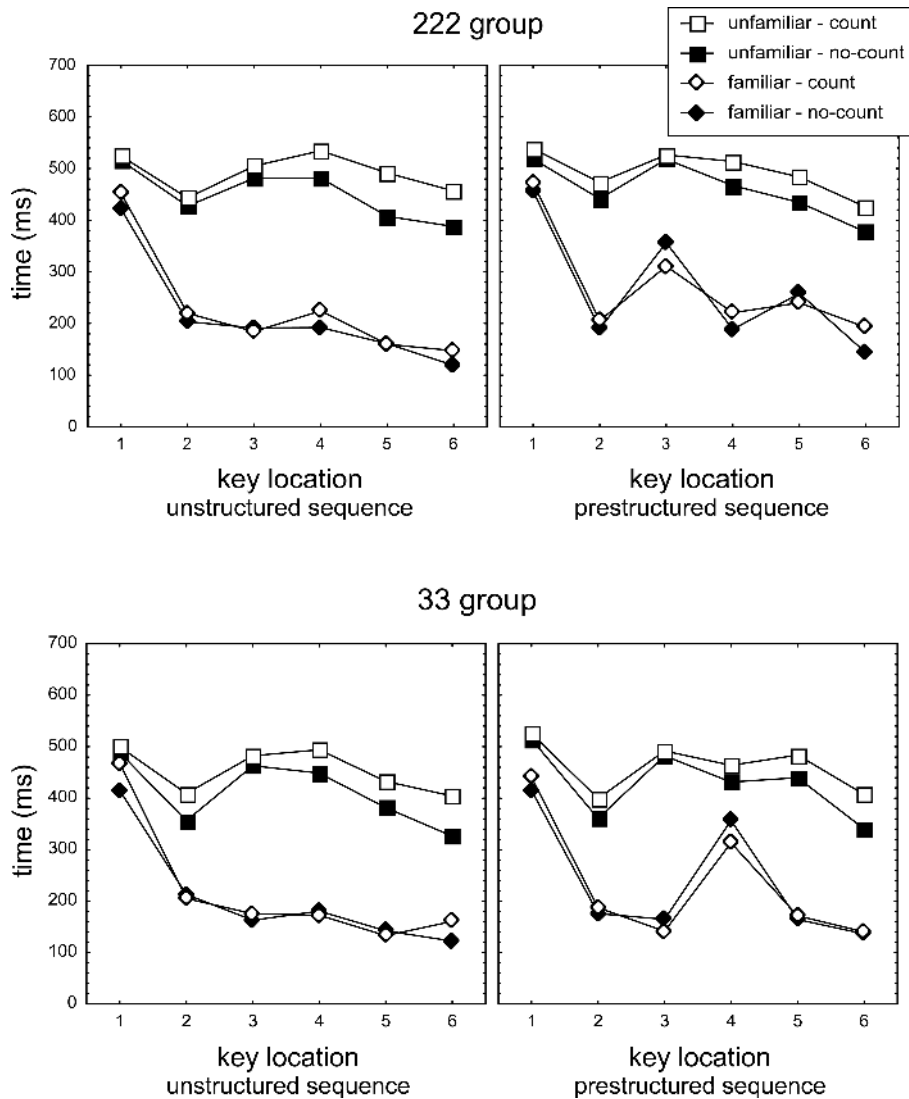 222 group
unfamiliar - count
unfamiliar - no-count
familiar - count
familiar - no-count
700
600
500
400
300
200
100
0
time (ms)
1 2 3 4 5 6
key location
unstructured sequence
1 2 3 4 5 6
key location
prestructured sequence
33 group
700
600
500
400
300
200
100
0
time (ms)
1 2 3 4 5 6
key location
unstructured sequence
1 2 3 4 5 6
key location
prestructured sequence